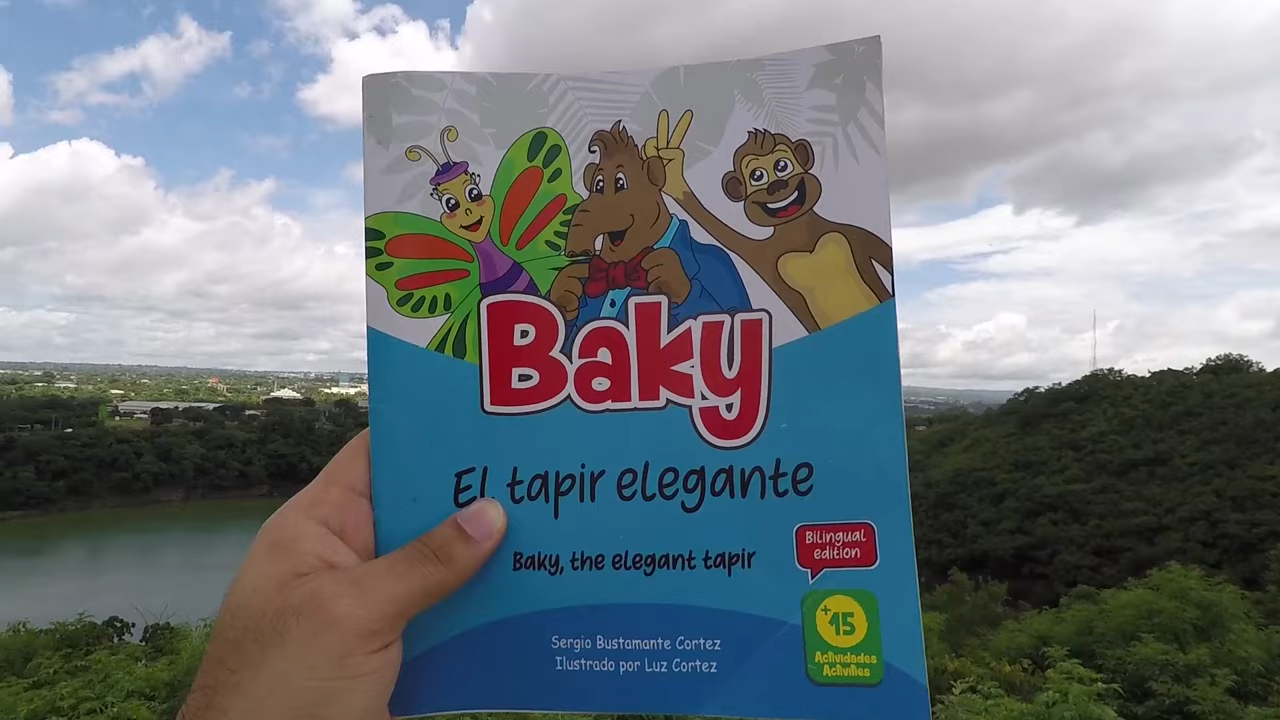 Baky
El tapir elegante
Baky, the elegant tapir
Bilingual
edition
+15
Actividades
Activities
Sergio Bustamante Cortez
Ilustrado por Luz Cortez